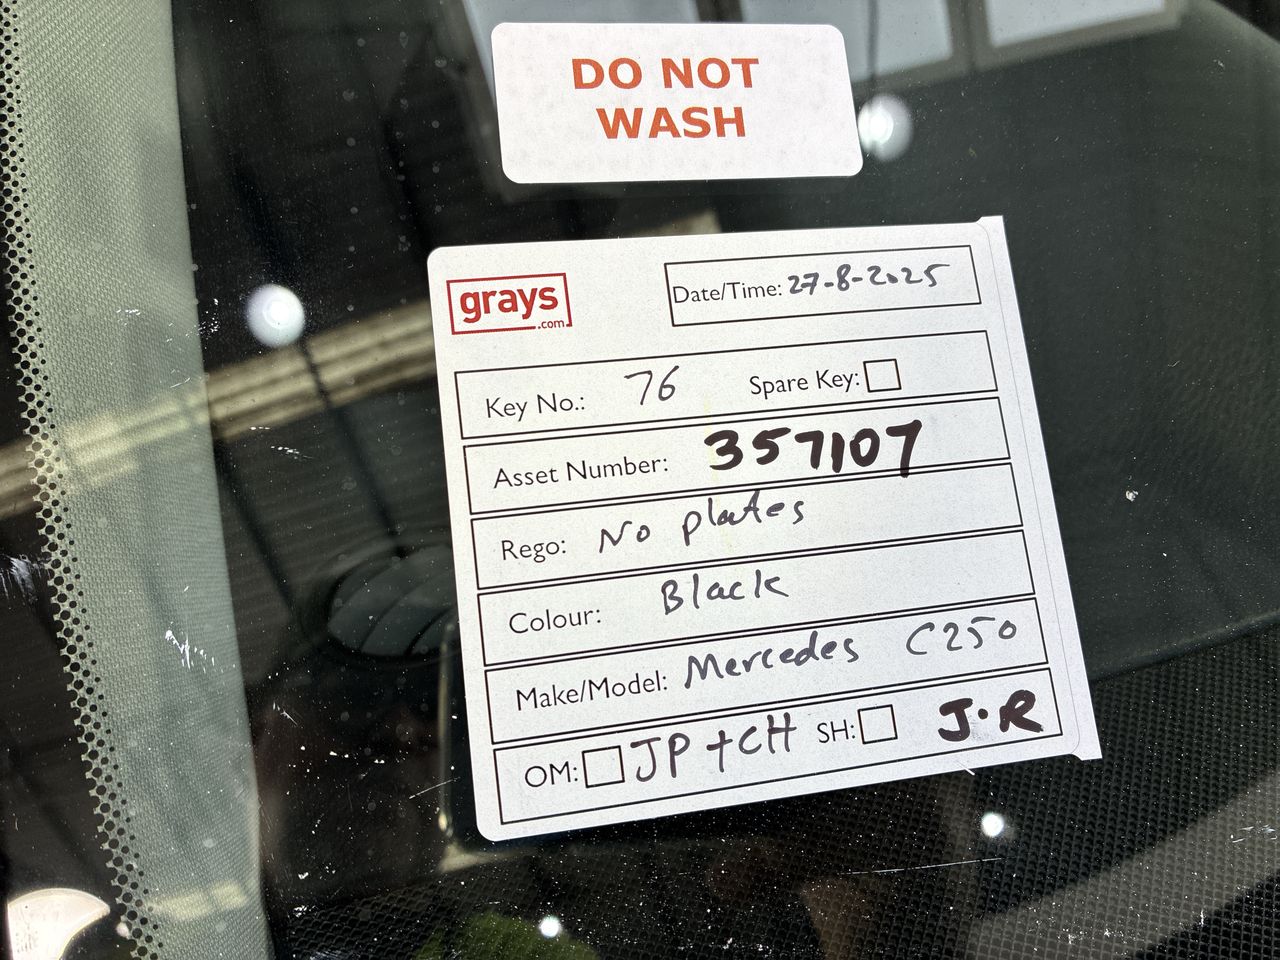 DO NOT
WASH
grays
.com
Date/Time: 27-8-2025
Key No.: 76 Spare Key:
Asset Number: 357107
Rego: No plates
Colour: Black
Make/Model: Mercedes C250
OM: JP + CH SH: J.R